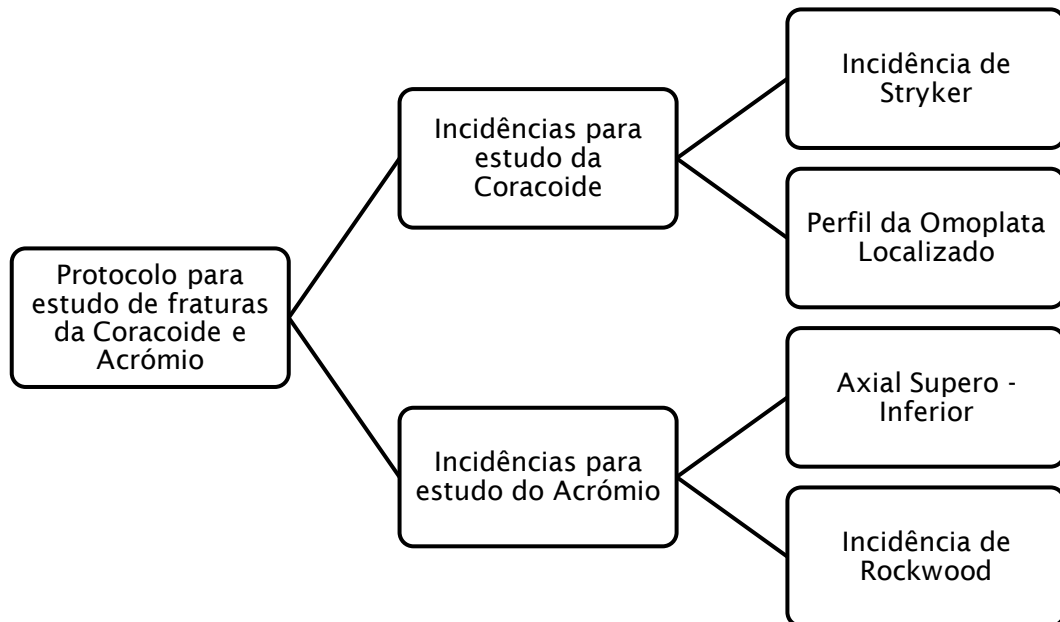 Protocolo para
estudo de fraturas
da Coracoide e
Acrómio
Incidências para
estudo da
Coracoide
Incidência de
Stryker
Perfil da Omoplata
Localizado
Incidências para
estudo do Acrómio
Axial Supero -
Inferior
Incidência de
Rockwood